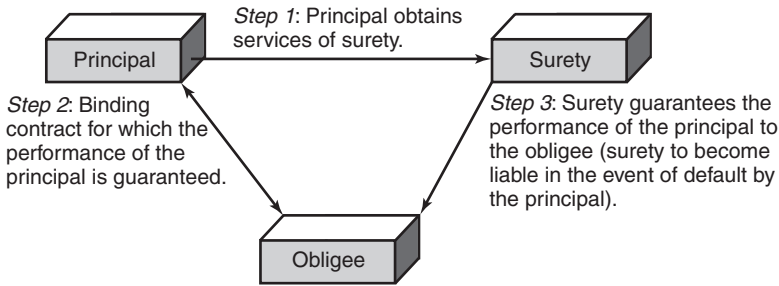 Step 1: Principal obtains
services of surety.
Principal
Surety
Step 2: Binding
contract for which the
performance of the
principal is guaranteed.
Step 3: Surety guarantees the
performance of the principal to
the obligee (surety to become
liable in the event of default by
the principal).
Obligee